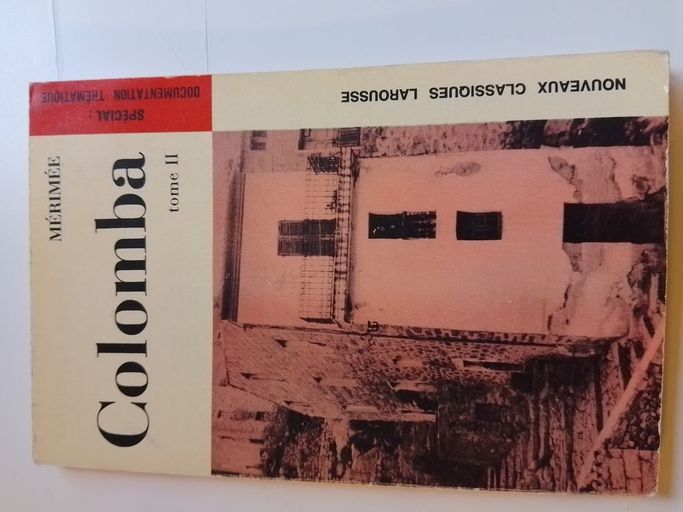 MÉRIMÉE
Colomba
tome II
SPÉCIAL :
DOCUMENTATION THÉMATIQUE
NOUVEAUX CLASSIQUES LAROUSSE